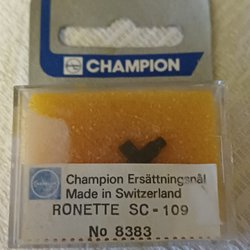 CHAMPION
Champion Ersättningsnål
Made in Switzerland
RONETTE SC-109
No 8383